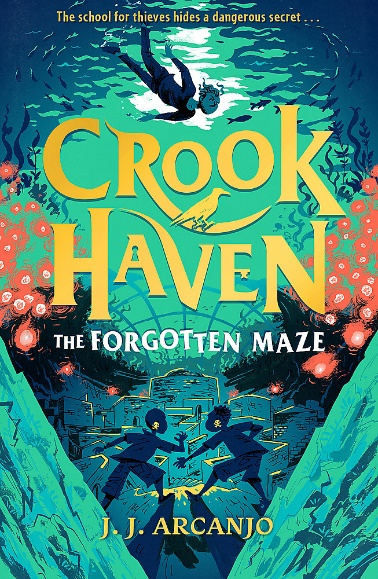 The school for thieves hides a dangerous secret . . .
CROOK
HAVEN
THE FORGOTTEN MAZE
J. J. ARCANJO